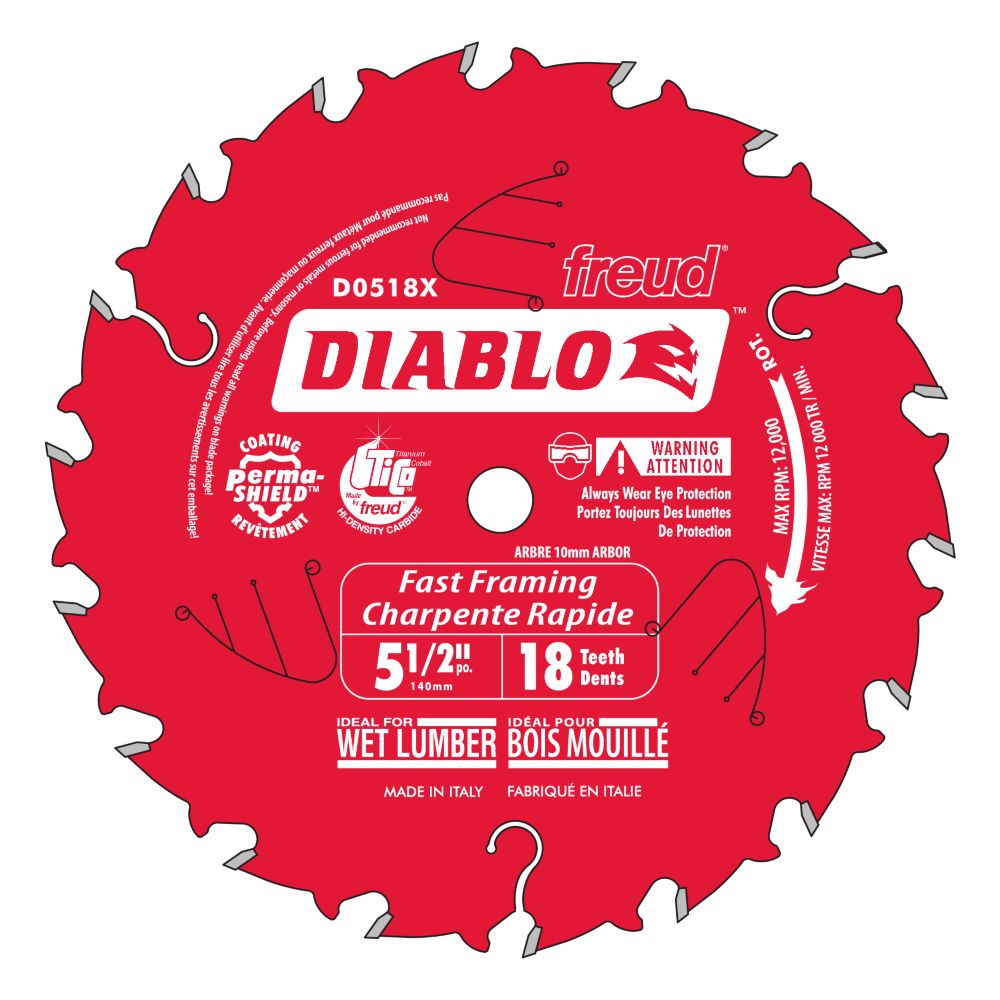 Pas recommandé pour Métaux ferreux ou maçonnerie. Avant d'utiliser lire tous les avertissements sur cet emballage!
Not recommended for ferrous metals or masonry. Before using, read all warnings on blade package!
freud®
D0518X
DIABLO
™
ROT.
MAX RPM: 12,000
VITESSE MAX: RPM 12 000 TR / MIN.
COATING
Perma-
SHIELD™
REVÊTEMENT
TiCo™
Titanium
Cobalt
Made
by freud®
HI-DENSITY CARBIDE
WARNING
ATTENTION
Always Wear Eye Protection
Portez Toujours Des Lunettes
De Protection
ARBRE 10mm ARBOR
Fast Framing
Charpente Rapide
5 1/2" po.
140mm
18 Teeth
Dents
IDEAL FOR
WET LUMBER
IDÉAL POUR
BOIS MOUILLÉ
MADE IN ITALY FABRIQUÉ EN ITALIE